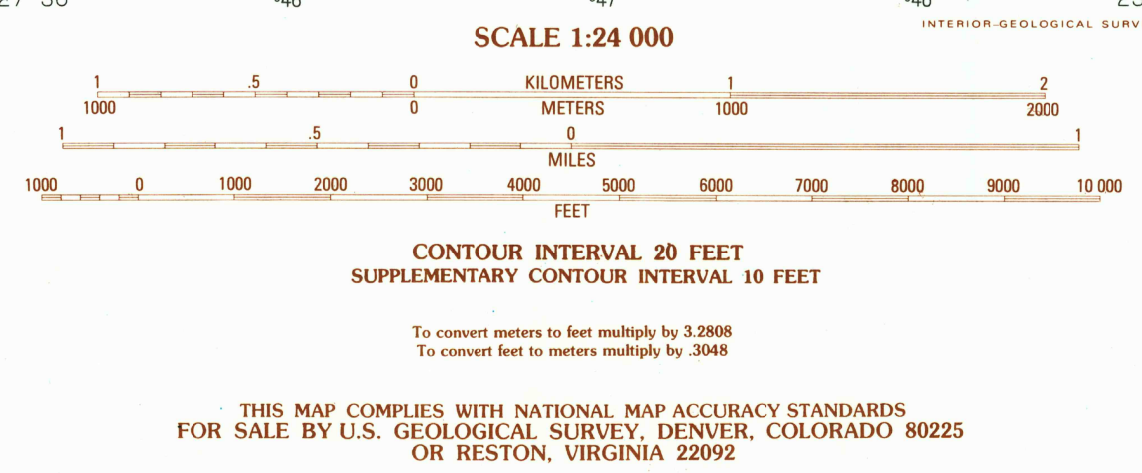 INTERIOR-GEOLOGICAL SURV
SCALE 1:24 000
1 .5 0 KILOMETERS 1 2
1000 0 METERS 1000 2000
1 .5 0 1
MILES
1000 0 1000 2000 3000 4000 5000 6000 7000 8000 9000 10 000
FEET
CONTOUR INTERVAL 20 FEET
SUPPLEMENTARY CONTOUR INTERVAL 10 FEET
To convert meters to feet multiply by 3.2808
To convert feet to meters multiply by .3048
THIS MAP COMPLIES WITH NATIONAL MAP ACCURACY STANDARDS
FOR SALE BY U.S. GEOLOGICAL SURVEY, DENVER, COLORADO 80225
OR RESTON, VIRGINIA 22092